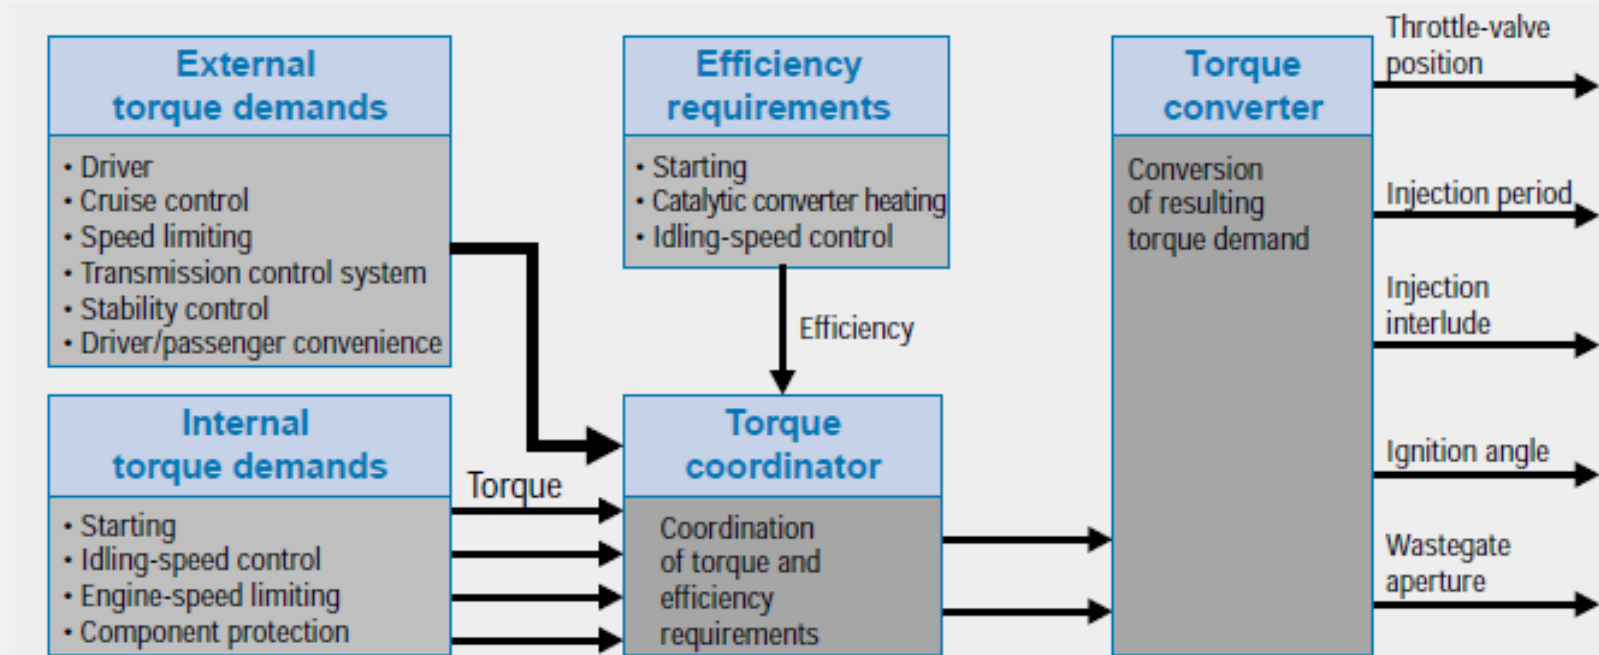 External
torque demands
• Driver
• Cruise control
• Speed limiting
• Transmission control system
• Stability control
• Driver/passenger convenience
Efficiency
requirements
• Starting
• Catalytic converter heating
• Idling-speed control
Efficiency
Internal
torque demands
• Starting
• Idling-speed control
• Engine-speed limiting
• Component protection
Torque
Torque
coordinator
Coordination
of torque and
efficiency
requirements
Torque
converter
Conversion
of resulting
torque demand
Throttle-valve
position
Injection period
Injection
interlude
Ignition angle
Wastegate
aperture